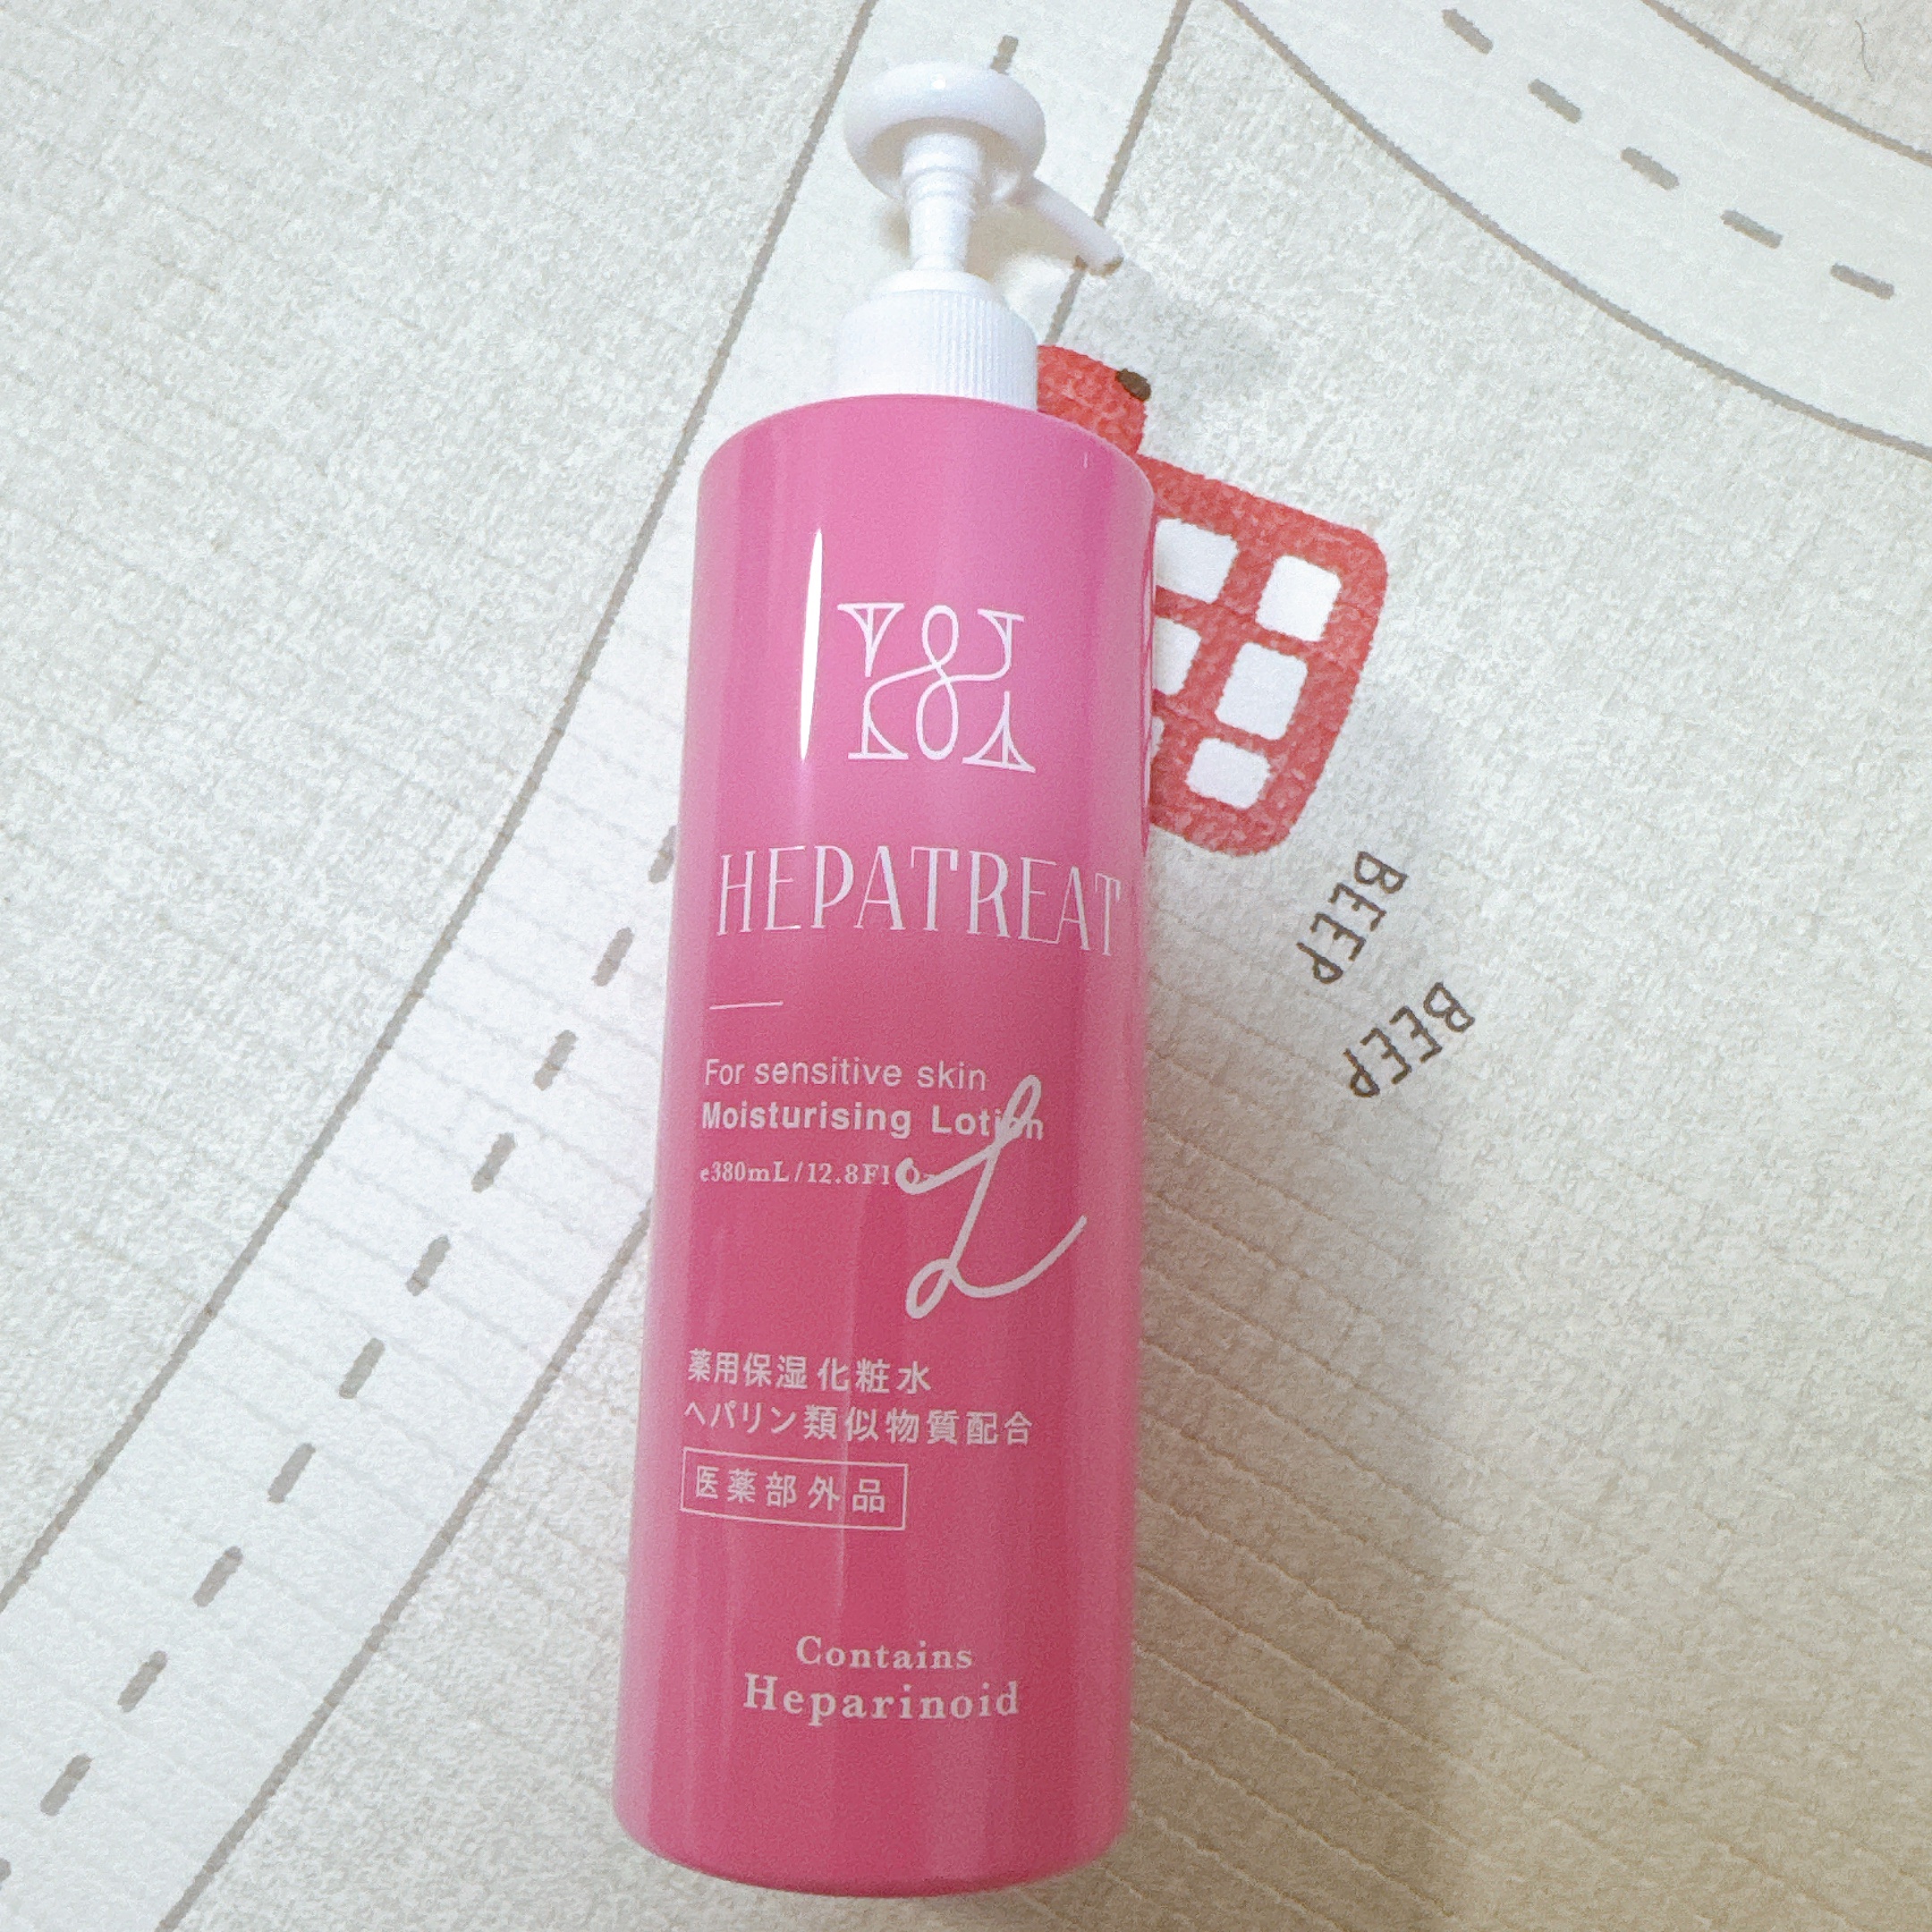 HEPATREAT
For sensitive skin
Moisturising Lotion
e380mL/12.8Fl
L
薬用保湿化粧水
ヘパリン類似物質配合
医薬部外品
Contains
Heparinoid
BEEP
BEEP